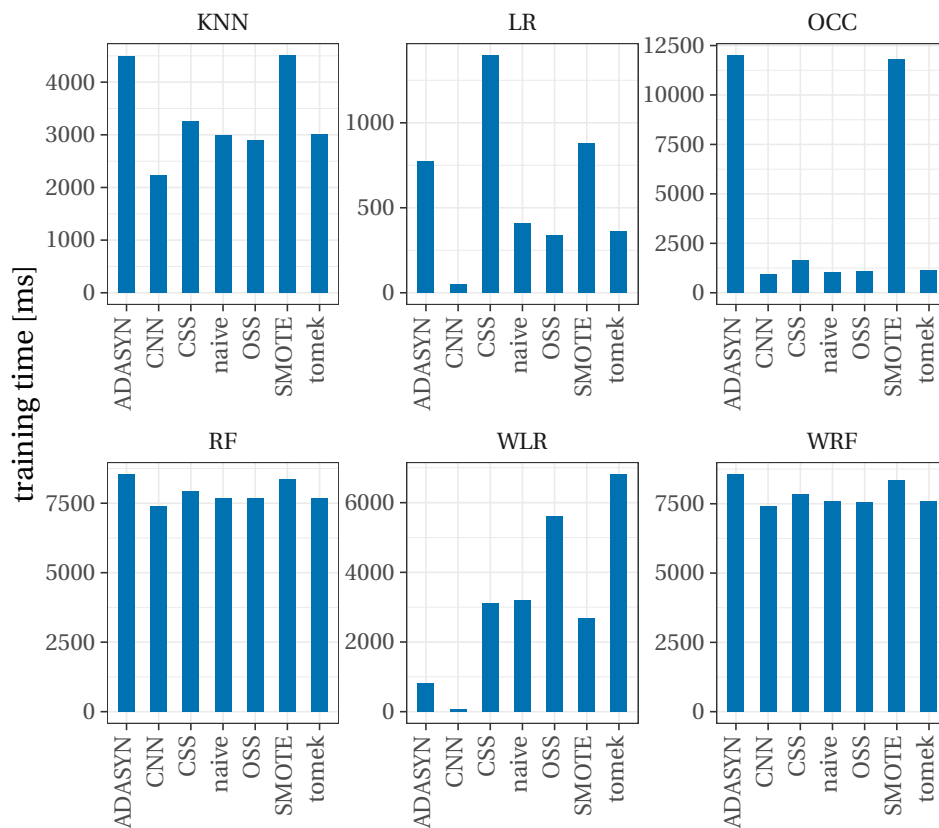 KNN
LR
OCC
4000
3000
2000
1000
0
1000
500
0
12500
10000
7500
5000
2500
0
ADASYN
CNN
CSS
naive
OSS
SMOTE
tomek
ADASYN
CNN
CSS
naive
OSS
SMOTE
tomek
ADASYN
CNN
CSS
naive
OSS
SMOTE
tomek
training time [ms]
RF
WLR
WRF
7500
5000
2500
0
6000
4000
2000
0
7500
5000
2500
0
ADASYN
CNN
CSS
naive
OSS
SMOTE
tomek
ADASYN
CNN
CSS
naive
OSS
SMOTE
tomek
ADASYN
CNN
CSS
naive
OSS
SMOTE
tomek